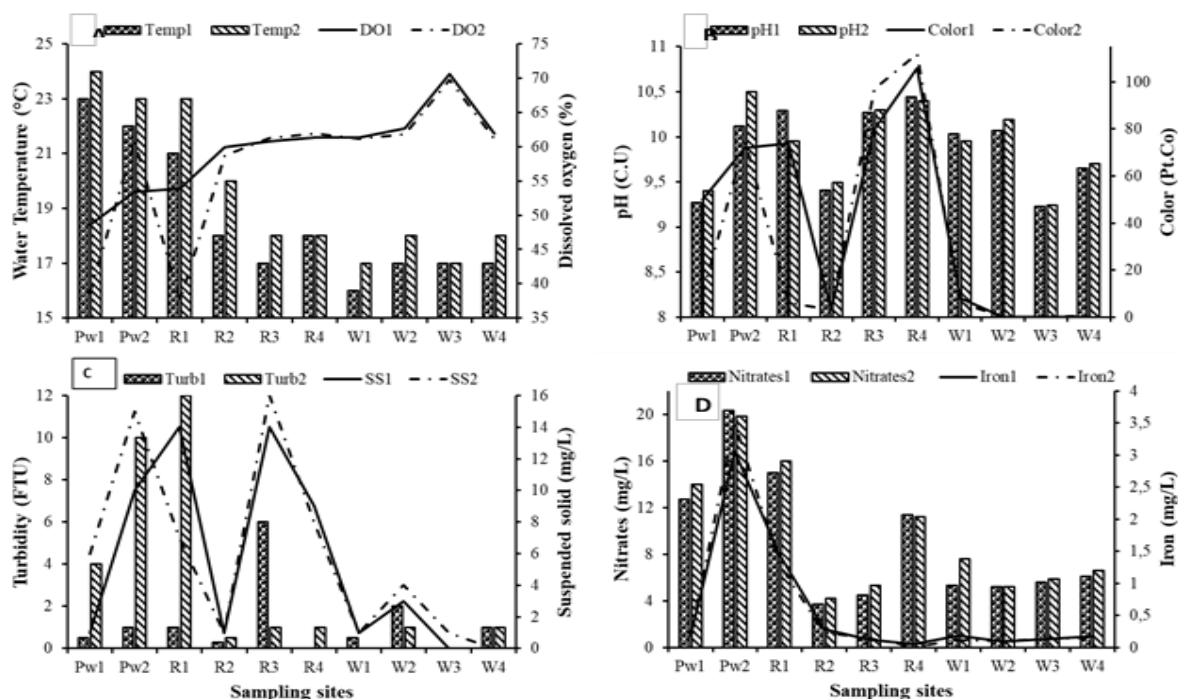 A
Temp1 Temp2 DO1 DO2
25
23
21
19
17
15
Water Temperature (°C)
75
70
65
60
55
50
45
40
35
Dissolved oxygen (%)
Pw1 Pw2 R1 R2 R3 R4 W1 W2 W3 W4
pH1 pH2 Color1 Color2
11
10,5
10
9,5
9
8,5
8
pH (C.U)
100
80
60
40
20
0
Color (Pt.Co)
Pw1 Pw2 R1 R2 R3 R4 W1 W2 W3 W4
C
Turb1 Turb2 SS1 SS2
12
10
8
6
4
2
0
Turbidity (FTU)
16
14
12
10
8
6
4
2
0
Suspended solid (mg/L)
Pw1 Pw2 R1 R2 R3 R4 W1 W2 W3 W4
Sampling sites
D
Nitrates1 Nitrates2 Iron1 Iron2
20
16
12
8
4
0
Nitrates (mg/L)
4
3,5
3
2,5
2
1,5
1
0,5
0
Iron (mg/L)
Pw1 Pw2 R1 R2 R3 R4 W1 W2 W3 W4
Sampling sites